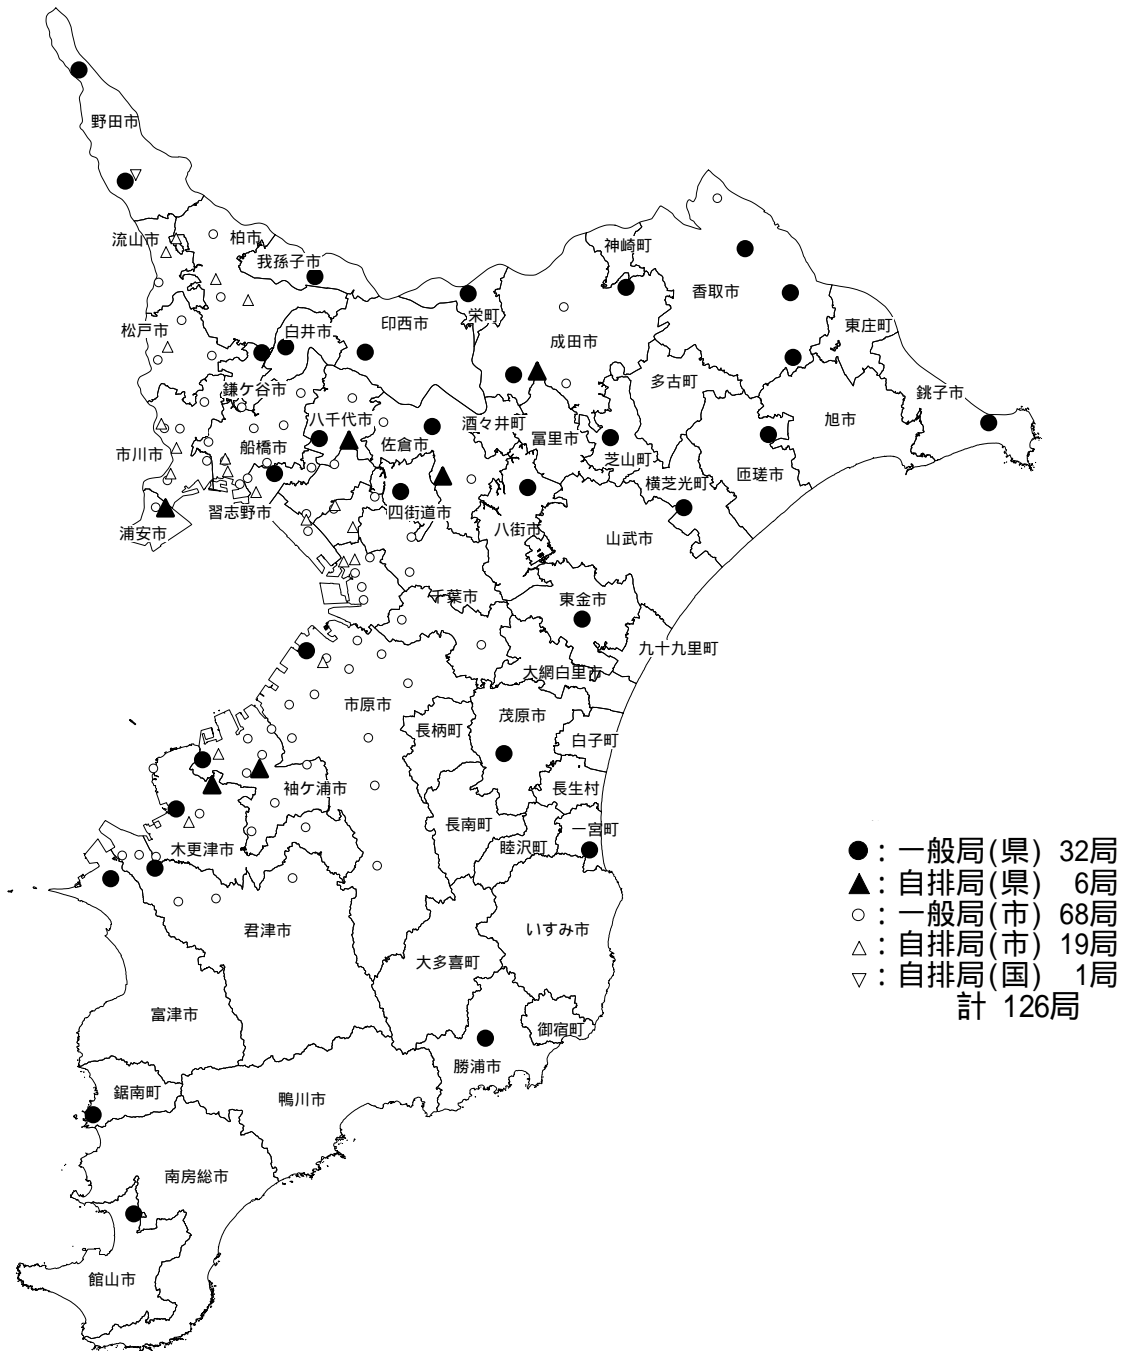 野田市
流山市
柏市
我孫子市
神崎町
香取市
松戸市
白井市
印西市
栄町
成田市
東庄町
鎌ケ谷市
多古町
銚子市
八千代市
酒々井町
旭市
市川市
船橋市
佐倉市
富里市
芝山町
匝瑳市
横芝光町
浦安市
習志野市
四街道市
八街市
山武市
千葉市
東金市
九十九里町
大網白里市
市原市
長柄町
茂原市
白子町
袖ケ浦市
長生村
長南町
一宮町
木更津市
睦沢町
●：一般局(県) 32局
▲：自排局(県) 6局
○：一般局(市) 68局
△：自排局(市) 19局
▽：自排局(国) 1局
計 126局
君津市
いすみ市
大多喜町
富津市
御宿町
勝浦市
鋸南町
鴨川市
南房総市
館山市